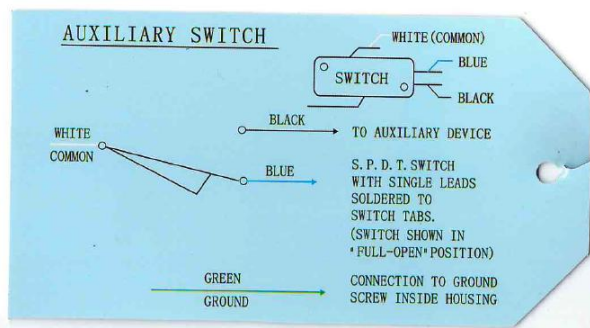 AUXILIARY SWITCH
WHITE (COMMON)
BLUE
SWITCH
BLACK
BLACK
TO AUXILIARY DEVICE
WHITE
COMMON
BLUE
S.P.D.T. SWITCH
WITH SINGLE LEADS
SOLDERED TO
SWITCH TABS.
(SWITCH SHOWN IN
"FULL-OPEN" POSITION)
GREEN
GROUND
CONNECTION TO GROUND
SCREW INSIDE HOUSING